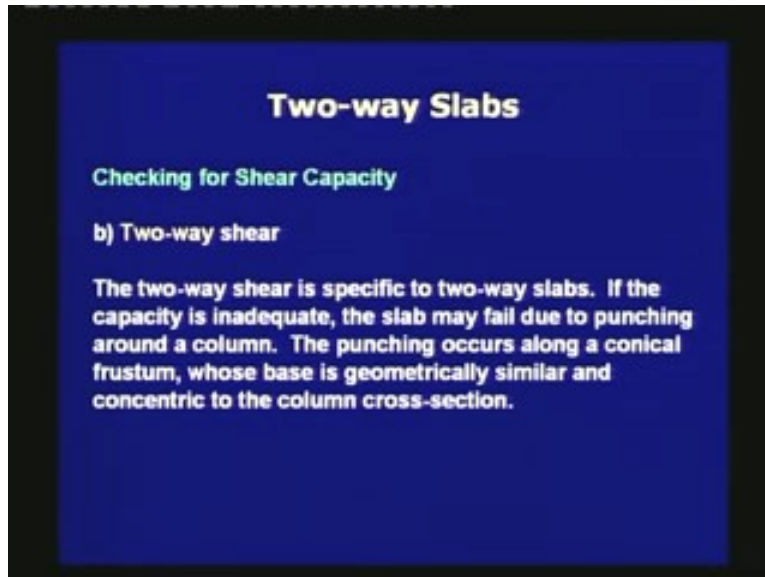 Two-way Slabs
Checking for Shear Capacity
b) Two-way shear
The two-way shear is specific to two-way slabs. If the
capacity is inadequate, the slab may fail due to punching
around a column. The punching occurs along a conical
frustum, whose base is geometrically similar and
concentric to the column cross-section.